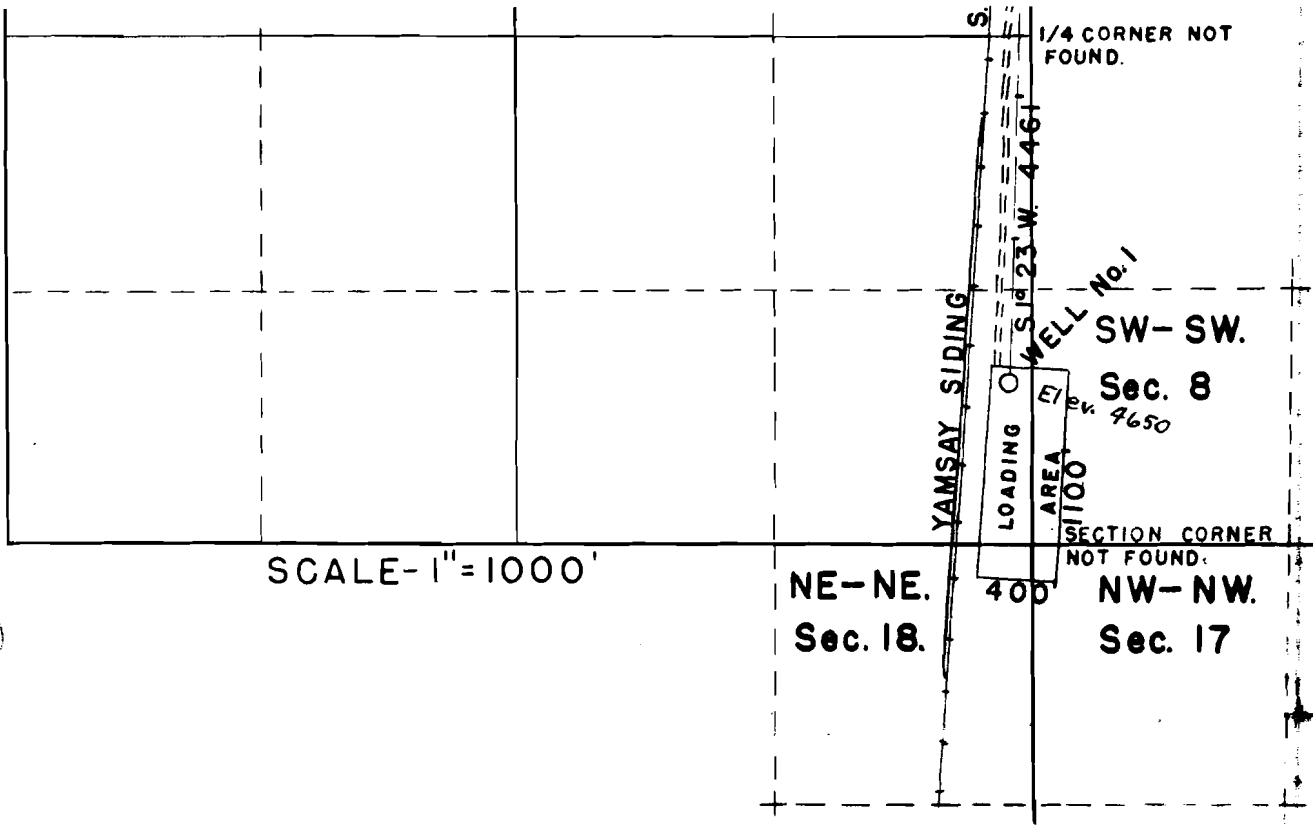 S.
1/4 CORNER NOT
FOUND.
S. 1° 23' W. 4461'
WELL No. 1
SW-SW.
Sec. 8
Elev. 4650
YAMSAY SIDING
LOADING
AREA
1100'
SECTION CORNER
NOT FOUND.
SCALE-1"=1000'
NE-NE.
Sec. 18.
400'
NW-NW.
Sec. 17